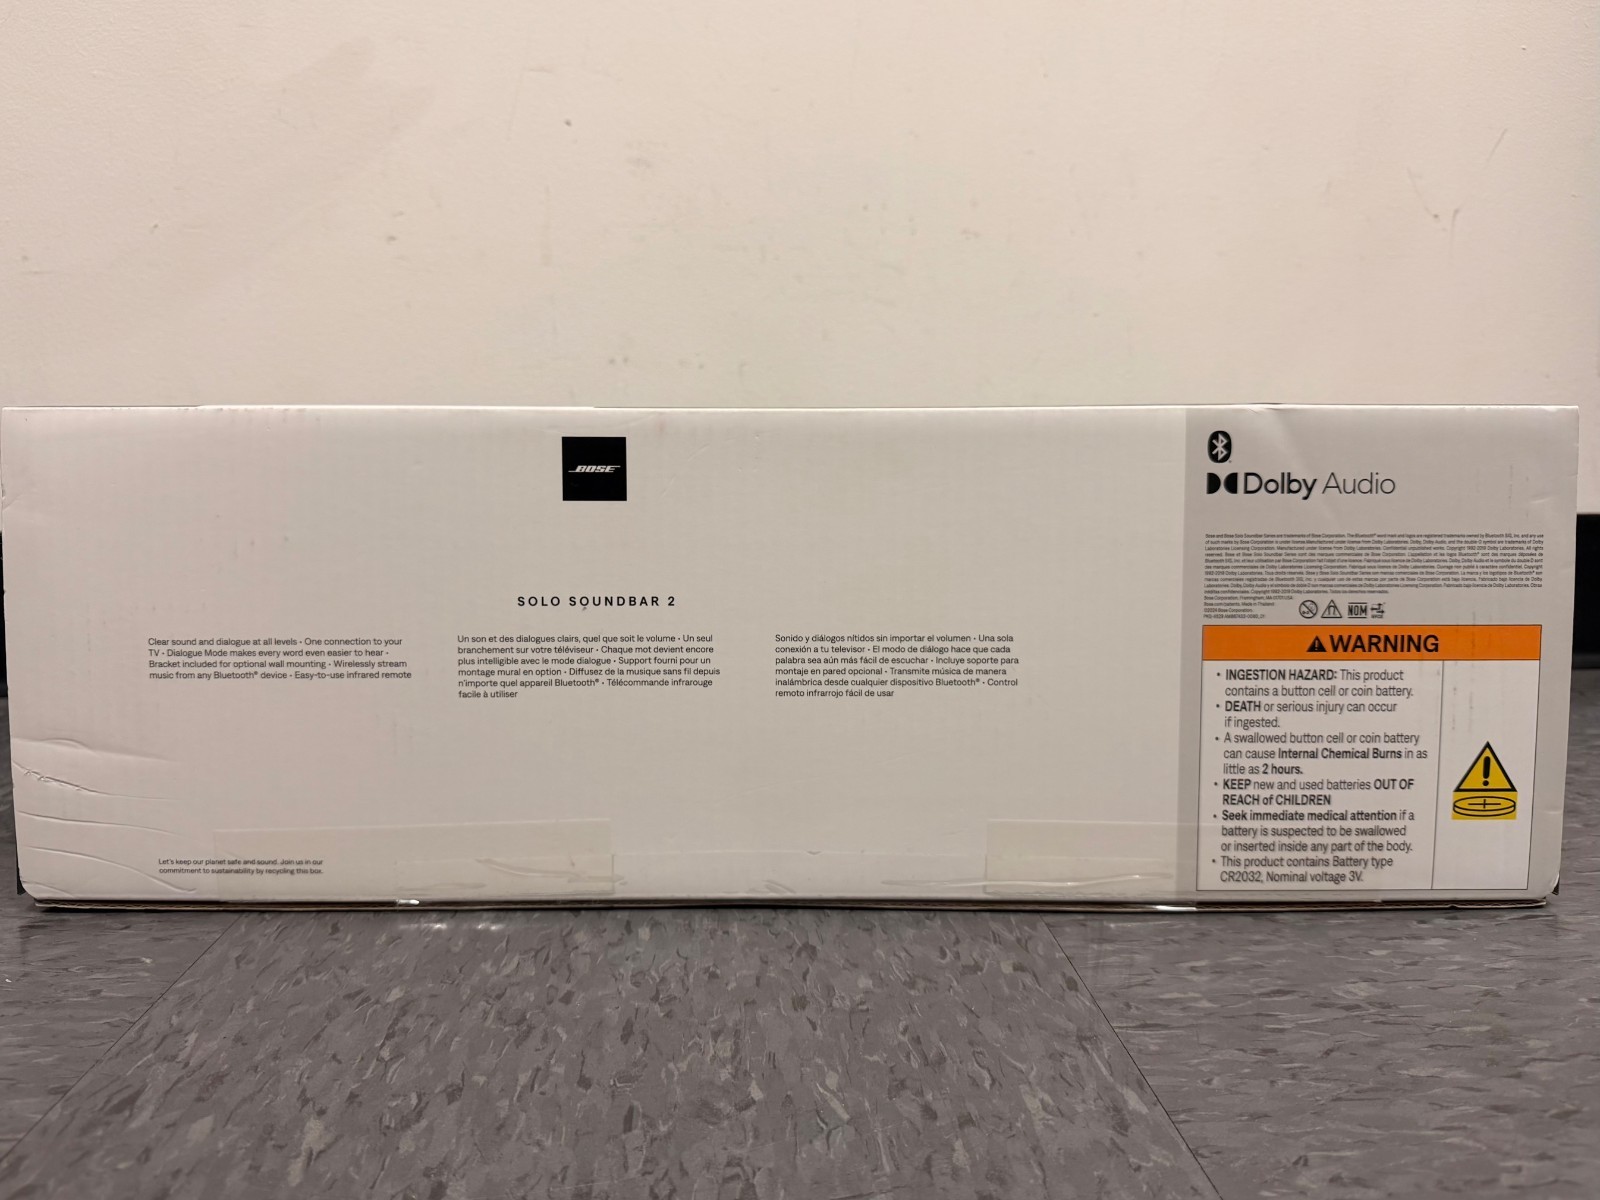 BOSE
SOLO SOUNDBAR 2
Clear sound and dialogue at all levels • One connection to your
TV • Dialogue Mode makes every word even easier to hear •
Bracket included for optional wall mounting • Wirelessly stream
music from any Bluetooth® device • Easy-to-use infrared remote
Un son et des dialogues clairs, quel que soit le volume • Un seul
branchement sur votre téléviseur • Chaque mot devient encore
plus intelligible avec le mode dialogue • Support fourni pour un
montage mural en option • Diffusez de la musique sans fil depuis
n'importe quel appareil Bluetooth® • Télécommande infrarouge
facile à utiliser
Sonido y diálogos nítidos sin importar el volumen • Una sola
conexión a tu televisor • El modo de diálogo hace que cada
palabra sea aún más fácil de escuchar • Incluye soporte para
montaje en pared opcional • Transmite música de manera
inalámbrica desde cualquier dispositivo Bluetooth® • Control
remoto infrarrojo fácil de usar
Let's keep our planet safe and sound. Join us in our
commitment to sustainability by recycling this box.
Dolby Audio
NOM
WARNING
• INGESTION HAZARD: This product
contains a button cell or coin battery.
• DEATH or serious injury can occur
if ingested.
• A swallowed button cell or coin battery
can cause Internal Chemical Burns in as
little as 2 hours.
• KEEP new and used batteries OUT OF
REACH of CHILDREN
• Seek immediate medical attention if a
battery is suspected to be swallowed
or inserted inside any part of the body.
• This product contains Battery type
CR2032, Nominal voltage 3V.